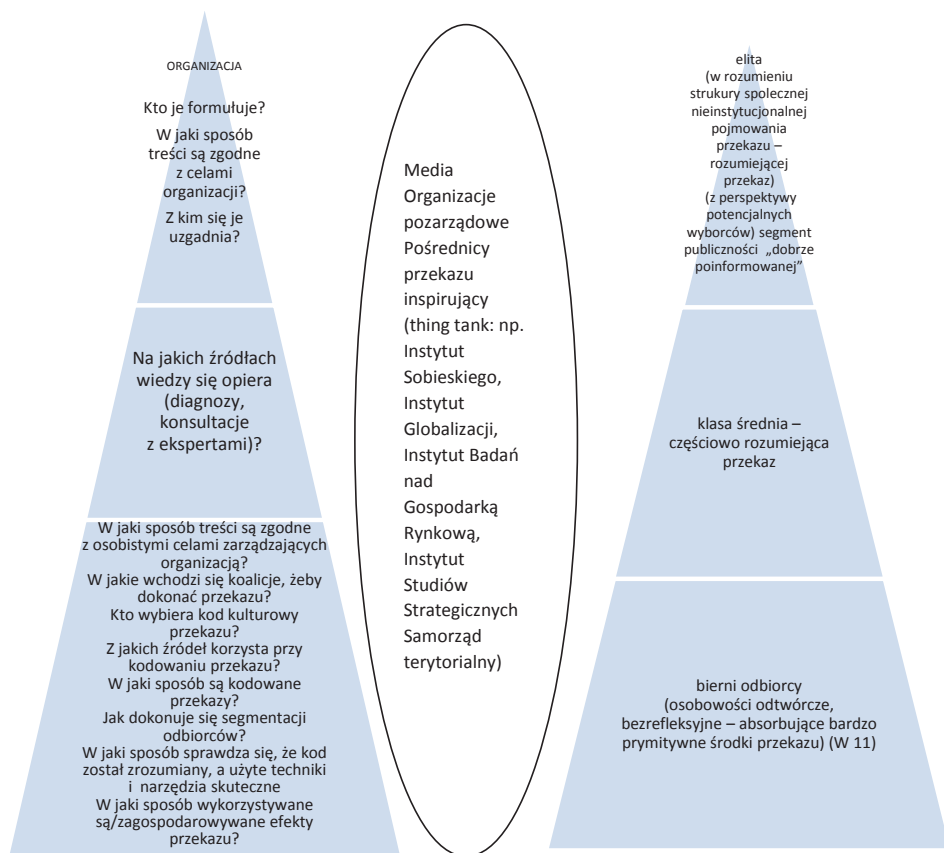 ORGANIZACJA
Kto je formułuje?
W jaki sposób
treści są zgodne
z celami
organizacji?
Z kim się je
uzgadnia?
Na jakich źródłach
wiedzy się opiera
(diagnozy,
konsultacje
z ekspertami)?
W jaki sposób treści są zgodne
z osobistymi celami zarządzających
organizacją?
W jakie wchodzi się koalicje, żeby
dokonać przekazu?
Kto wybiera kod kulturowy
przekazu?
Z jakich źródeł korzysta przy
kodowaniu przekazu?
W jaki sposób są kodowane
przekazy?
Jak dokonuje się segmentacji
odbiorców?
W jaki sposób sprawdza się, że kod
został zrozumiany, a użyte techniki
i narzędzia skuteczne
W jaki sposób wykorzystywane
są/zagospodarowywane efekty
przekazu?
Media
Organizacje
pozarządowe
Pośrednicy
przekazu
inspirujący
(thing tank: np.
Instytut
Sobieskiego,
Instytut
Globalizacji,
Instytut Badań
nad
Gospodarką
Rynkową,
Instytut
Studiów
Strategicznych
Samorząd
terytorialny)
elita
(w rozumieniu
strukury spolecznej
nieinstytucjonalnej
pojmowania
przekazu –
rozumiejącej
przekaz)
(z perspektywy
potencjalnych
wyborców) segment
publiczności „dobrze
poinformowanej”
klasa średnia –
częściowo rozumiejąca
przekaz
bierni odbiorcy
(osobowości odtwórcze,
bezrefleksyjne – absorbujące bardzo
prymitywne środki przekazu) (W 11)